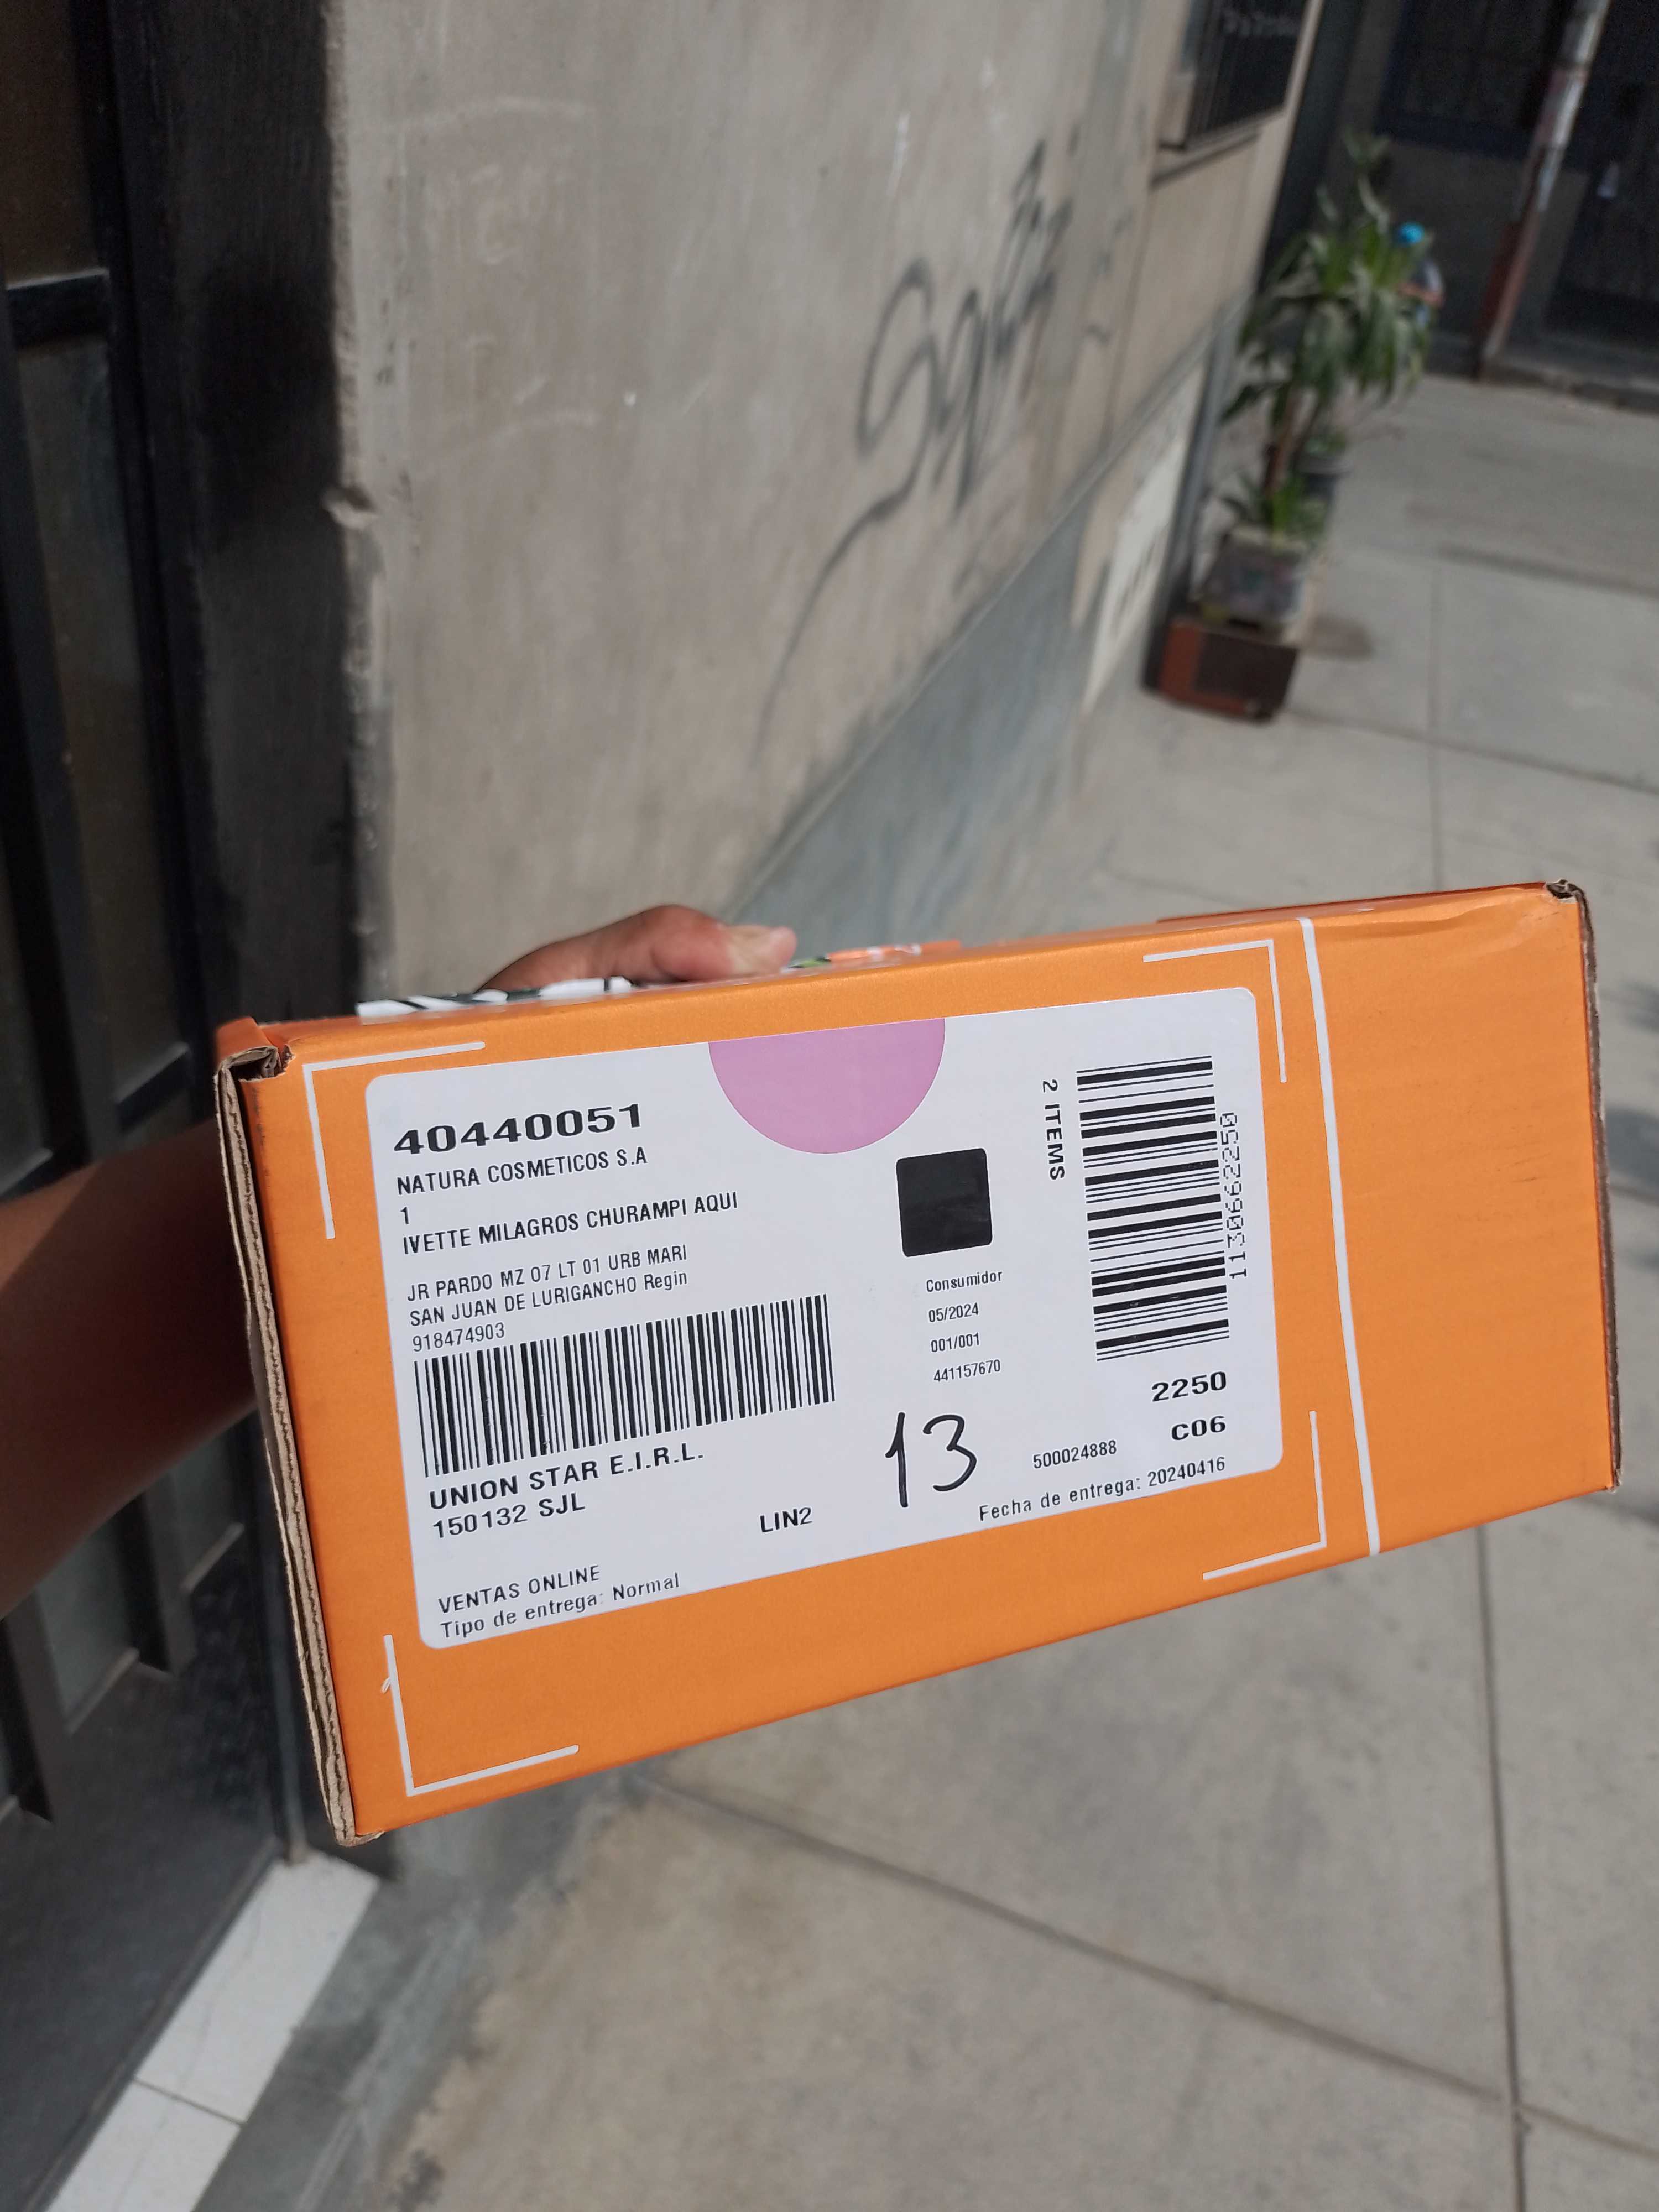 40440051
NATURA COSMETICOS S.A
1
IVETTE MILAGROS CHURAMPI AQUI
JR PARDO MZ 07 LT 01 URB MARI
SAN JUAN DE LURIGANCHO Regin
918474903
UNION STAR E.I.R.L.
150132 SJL
LIN2
VENTAS ONLINE
Tipo de entrega: Normal
Consumidor
05/2024
001/001
441157670
13
2 ITEMS
1130662250
2250
C06
500024888
Fecha de entrega: 20240416